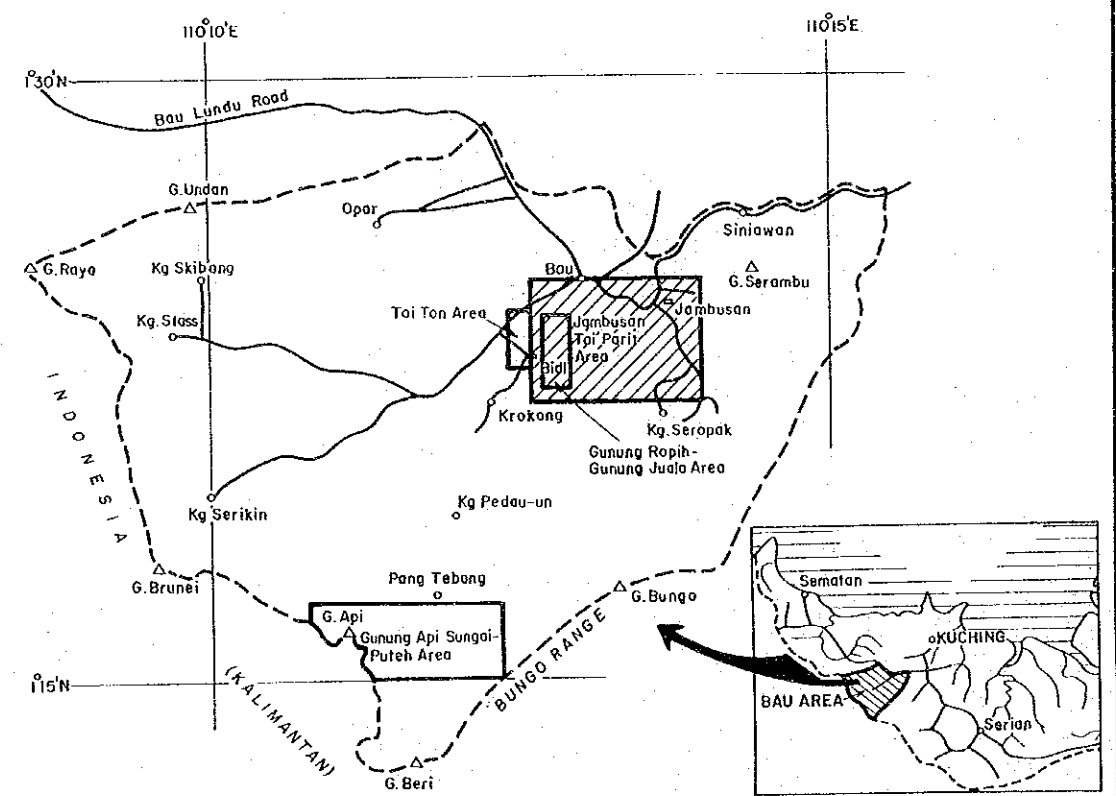 110°10'E
110°15'E
1°30'N
Bau Lundu Road
G.Undan
Opar
Siniawan
G.Raya
Kg Skibang
Bau
G.Serambu
Kg.Stass
Tai Ton Area
Jambusan
Tai Parit
Area
Jambusan
Bidi
Krokong
Kg.Seropak
Gunung Ropih-
Gunung Juala Area
INDONESIA
Kg Serikin
Kg Pedau-un
G.Brunei
Pang Tebang
G.Bungo
G.Api
Gunung Api Sungai-
Puteh Area
BUNGO RANGE
1°15'N
(KALIMANTAN)
G.Beri
Sematan
KUCHING
BAU AREA
Serian